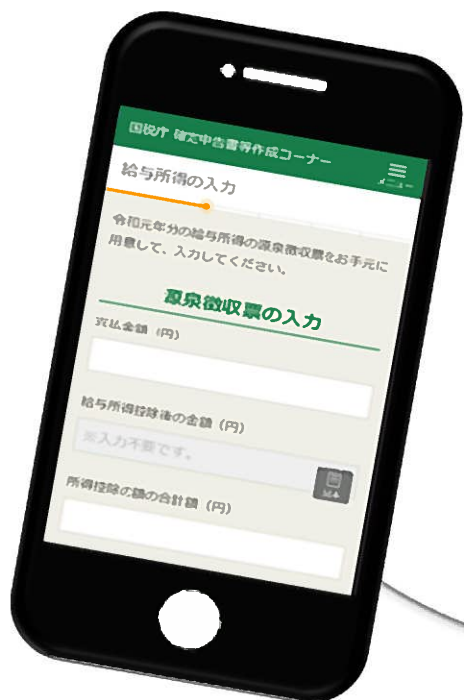 国税庁 確定申告書等作成コーナー
メニュー
給与所得の入力
令和元年分の給与所得の源泉徴収票をお手元に
用意して、入力してください。
源泉徴収票の入力
支払金額（円）
給与所得控除後の金額（円）
※入力不要です。
所得控除の額の合計額（円）